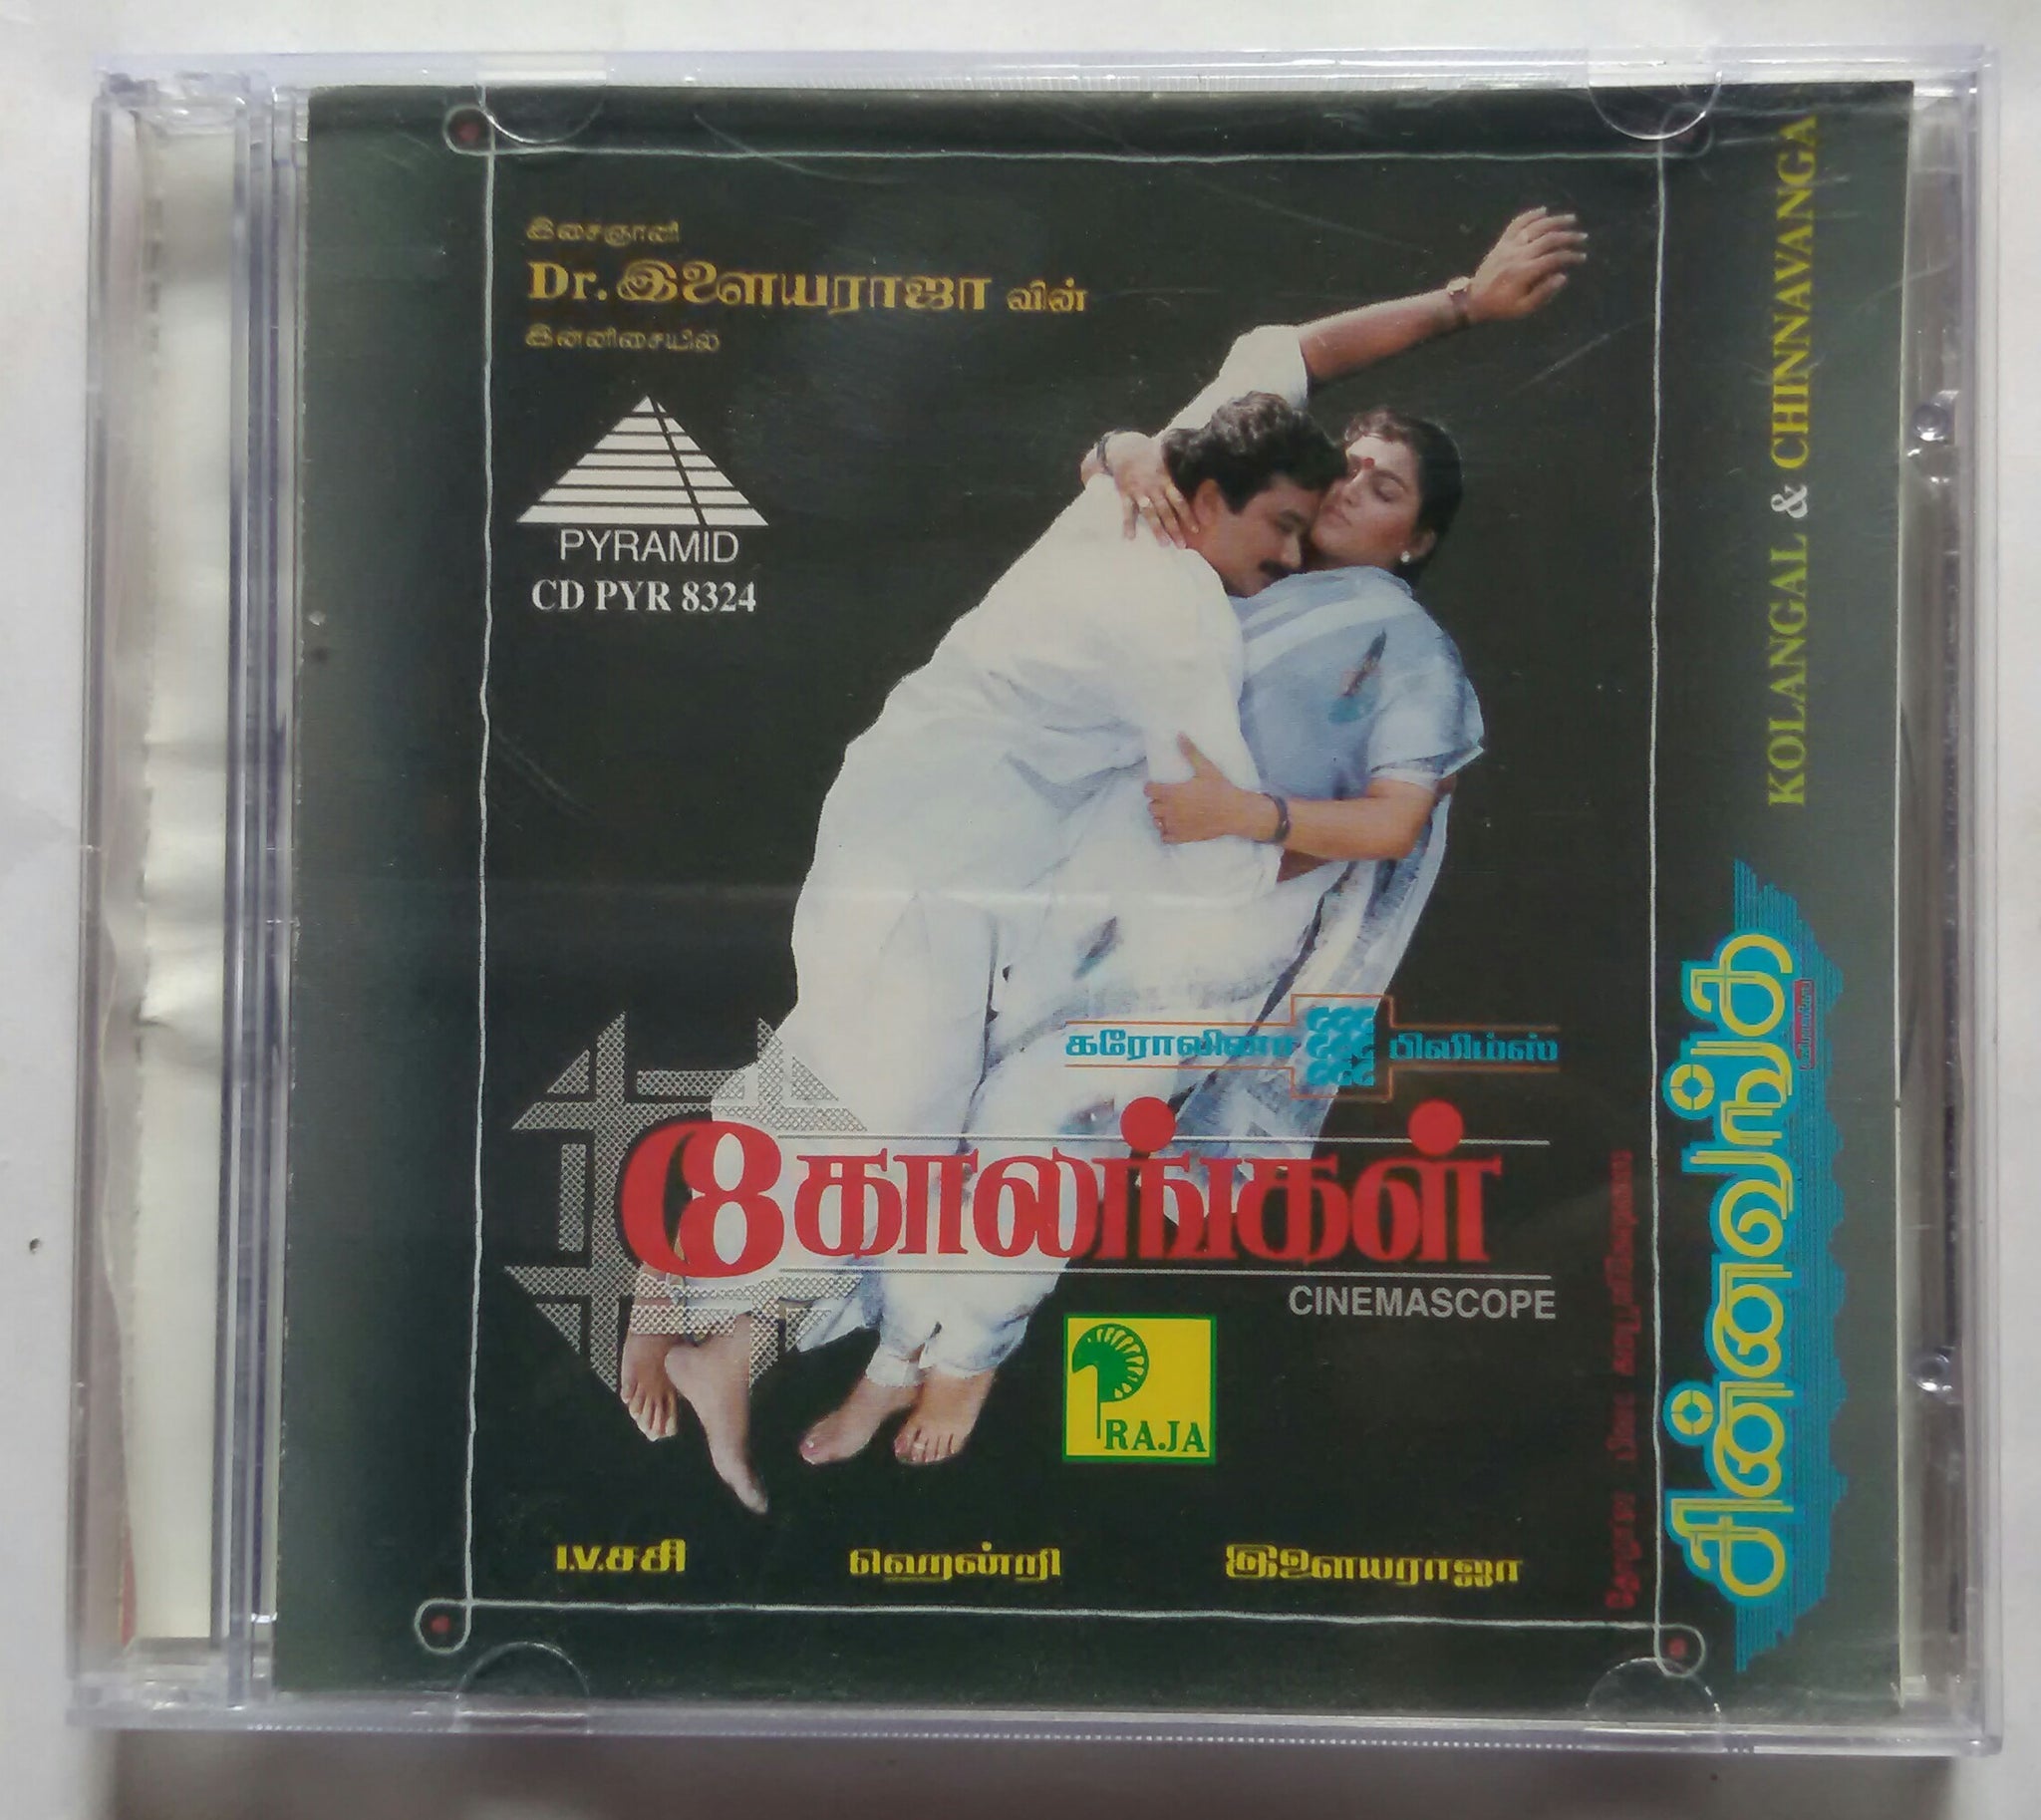 இசைஞானி
Dr. இளையராஜா வின்
இன்னிசையில்
PYRAMID
CD PYR 8324
கரோலினா பிலிம்ஸ்
கோலங்கள்
CINEMASCOPE
RAJA
I.V.சசி ஹென்றி இளையராஜா
KOLANGAL & CHINNAVANGA
சின்னவங்க